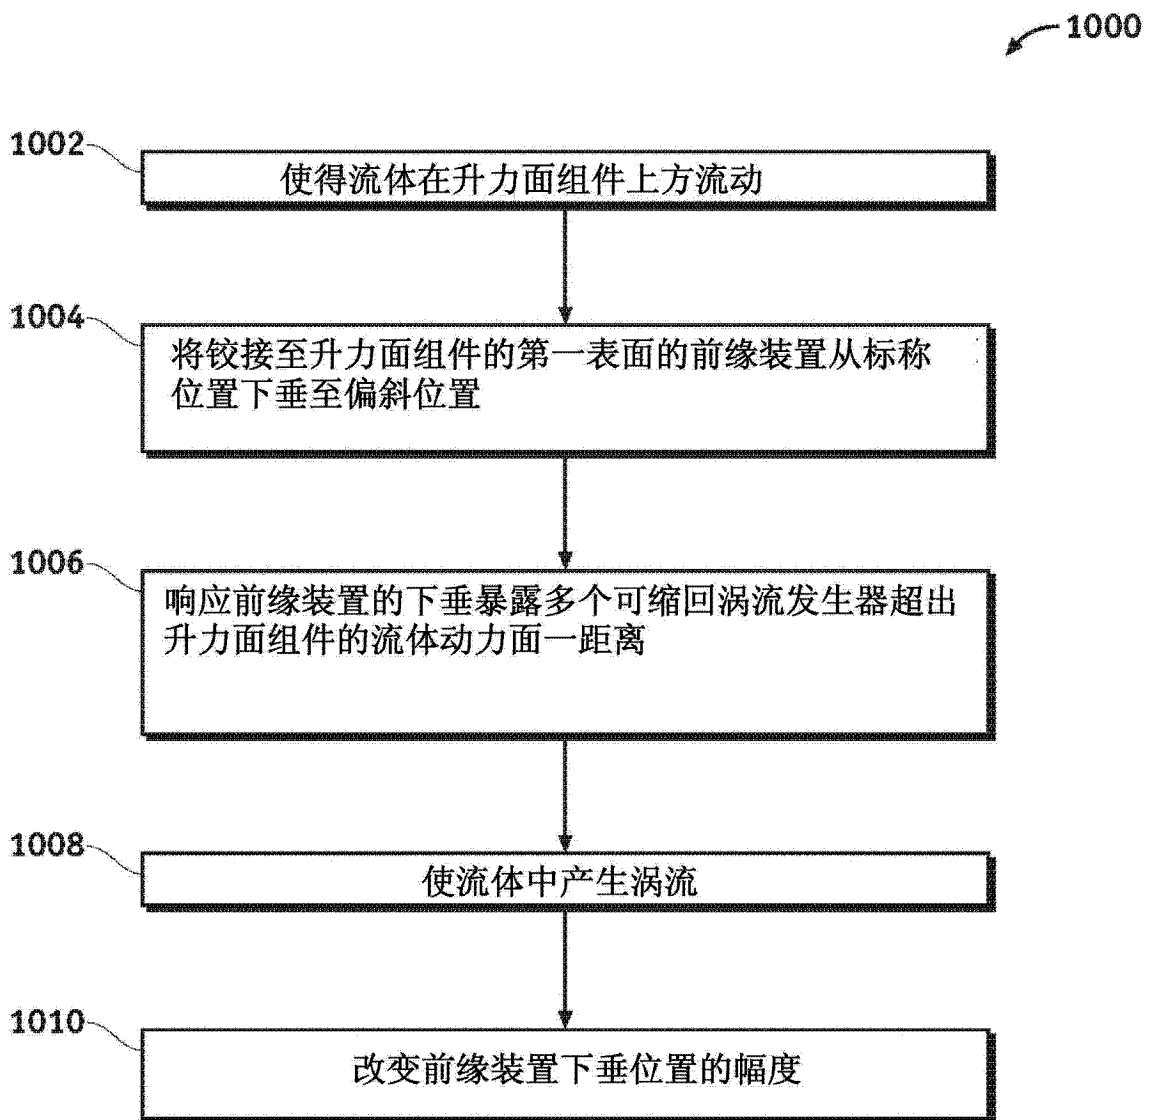 1000
1002
使得流体在升力面组件上方流动
1004
将铰接至升力面组件的第一表面的前缘装置从标称
位置下垂至偏斜位置
1006
响应前缘装置的下垂暴露多个可缩回涡流发生器超出
升力面组件的流体动力面一距离
1008
使流体中产生涡流
1010
改变前缘装置下垂位置的幅度